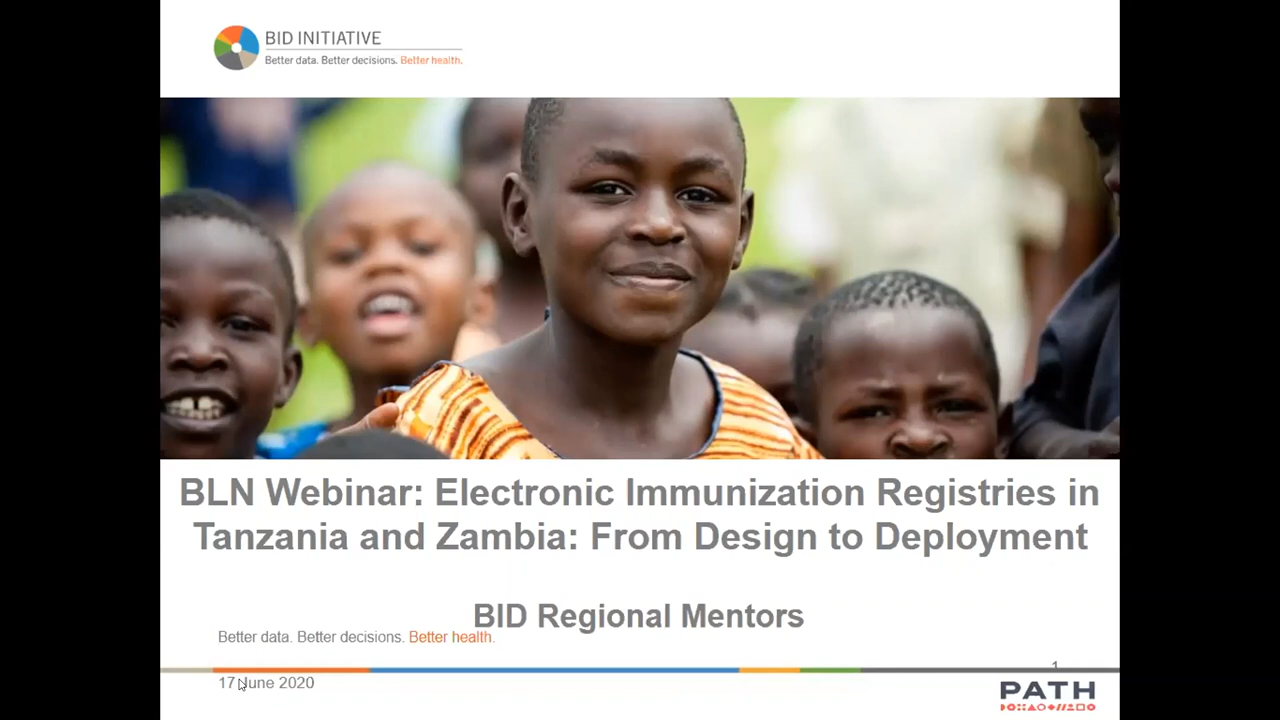 BID INITIATIVE
Better data. Better decisions. Better health.
BLN Webinar: Electronic Immunization Registries in
Tanzania and Zambia: From Design to Deployment
BID Regional Mentors
Better data. Better decisions. Better health.
1
17 June 2020
PATH